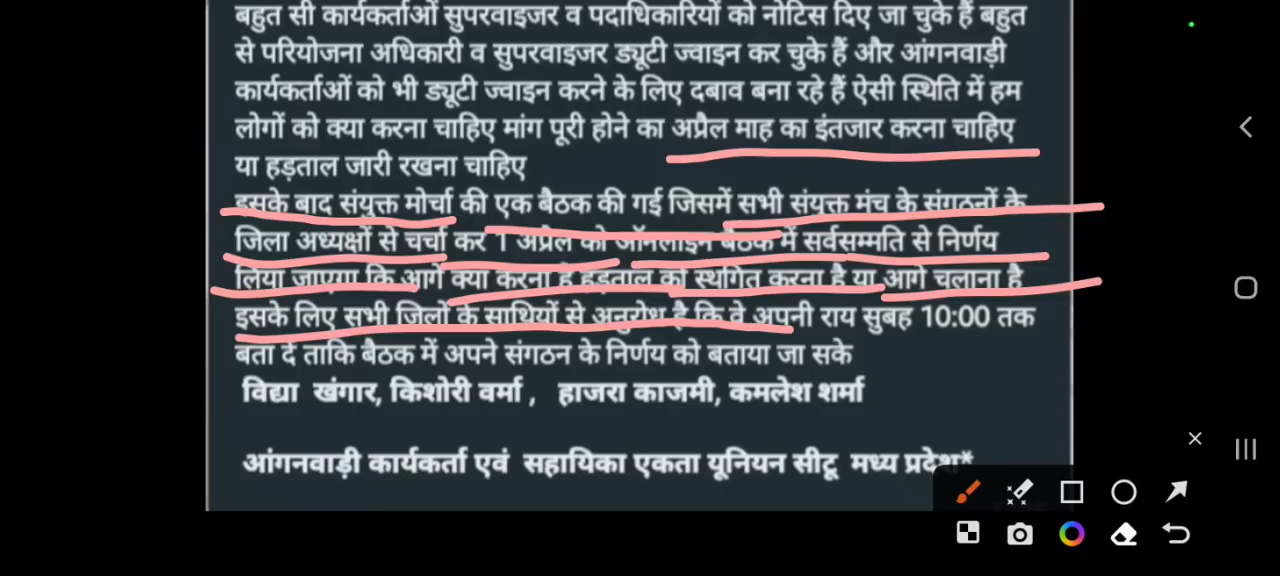 बहुत सी कार्यकर्ताओं सुपरवाइजर व पदाधिकारियों को नोटिस दिए जा चुके हैं बहुत
से परियोजना अधिकारी व सुपरवाइजर ड्यूटी ज्वाइन कर चुके हैं और आंगनवाड़ी
कार्यकर्ताओं को भी ड्यूटी ज्वाइन करने के लिए दबाव बना रहे हैं ऐसी स्थिति में हम
लोगों को क्या करना चाहिए मांग पूरी होने का अप्रैल माह का इंतजार करना चाहिए
या हड़ताल जारी रखना चाहिए
इसके बाद संयुक्त मोर्चा की एक बैठक की गई जिसमें सभी संयुक्त मंच के संगठनों के
जिला अध्यक्षों से चर्चा कर 1 अप्रैल को ऑनलाइन बैठक में सर्वसम्मति से निर्णय
लिया जाएगा कि आगे क्या करना है हड़ताल को स्थगित करना है या आगे चलाना है
इसके लिए सभी जिलों के साथियों से अनुरोध है कि वे अपनी राय सुबह 10:00 तक
बता दें ताकि बैठक में अपने संगठन के निर्णय को बताया जा सके
विद्या खंगार, किशोरी वर्मा , हाजरा काजमी, कमलेश शर्मा
आंगनवाड़ी कार्यकर्ता एवं सहायिका एकता यूनियन सीटू मध्य प्रदेश*